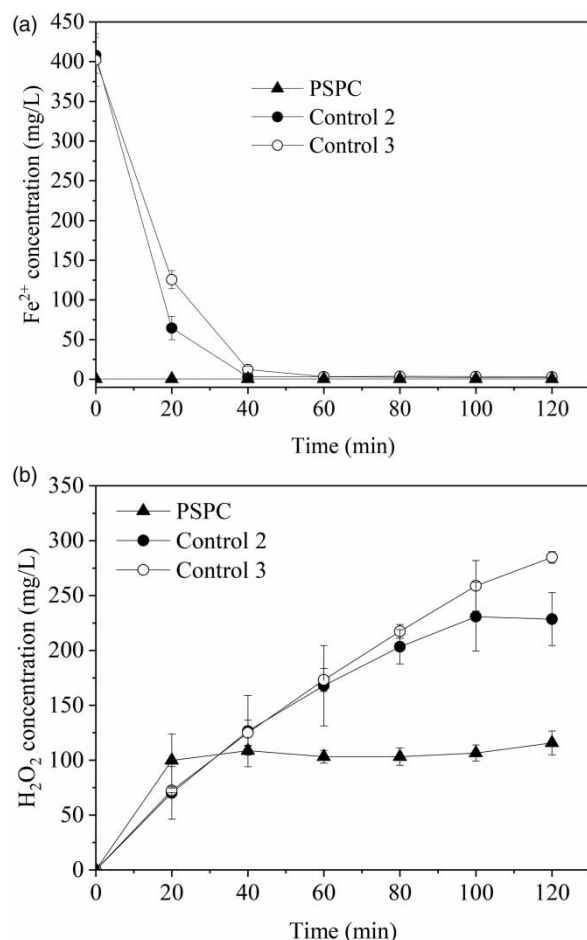 (a)
450
400
350
300
250
200
150
100
50
0
Fe²⁺ concentration (mg/L)
PSPC
Control 2
Control 3
0 20 40 60 80 100 120
Time (min)
(b)
350
300
250
200
150
100
50
0
H₂O₂ concentration (mg/L)
PSPC
Control 2
Control 3
0 20 40 60 80 100 120
Time (min)